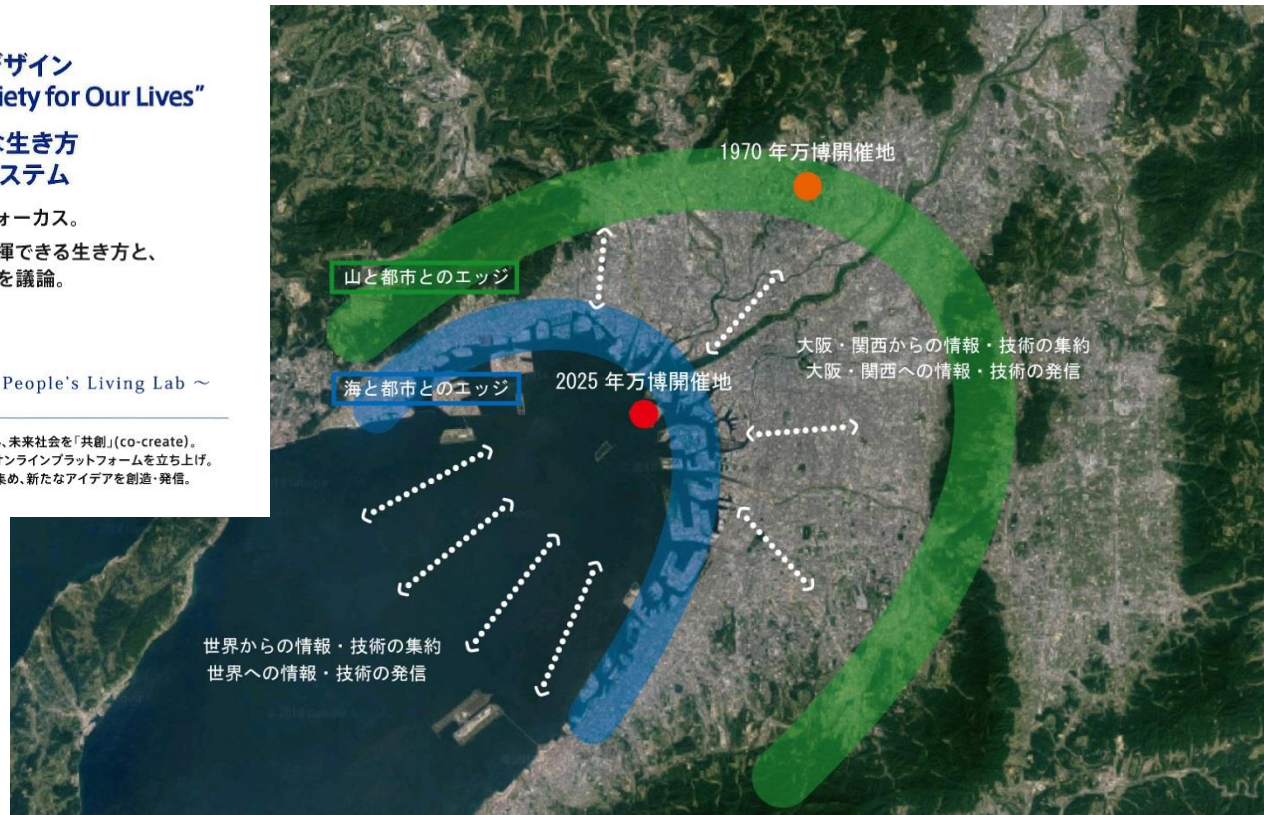 ザイン
iety for Our Lives”
生き方
ステム
ォーカス。
揮できる生き方と、
を議論。
People’s Living Lab ～
、未来社会を「共創」(co-create)。
ンラインプラットフォームを立ち上げ。
集め、新たなアイデアを創造・発信。
1970 年万博開催地
山と都市とのエッジ
大阪・関西からの情報・技術の集約
大阪・関西への情報・技術の発信
海と都市とのエッジ
2025 年万博開催地
世界からの情報・技術の集約
世界への情報・技術の発信